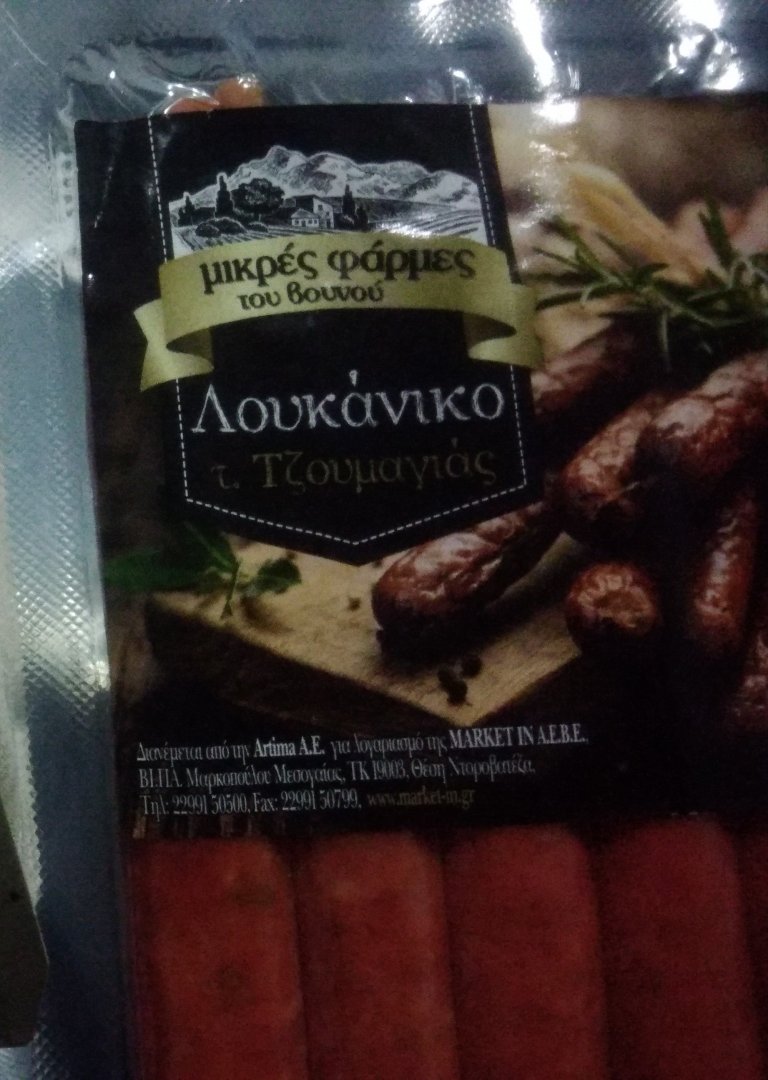 μικρές φάρμες
του βουνού
Λουκάνικο
τ. Τζουμαγιάς
Διανέμεται από την Artima A.E. για λογαριασμό της MARKET IN A.E.B.E.,
ΒΙ.ΠΑ. Μαρκοπούλου Μεσογαίας, ΤΚ 19003, Θέση Ντοροβατέζα,
Τηλ: 22991 50500, Fax: 22991 50799, www.market-in.gr